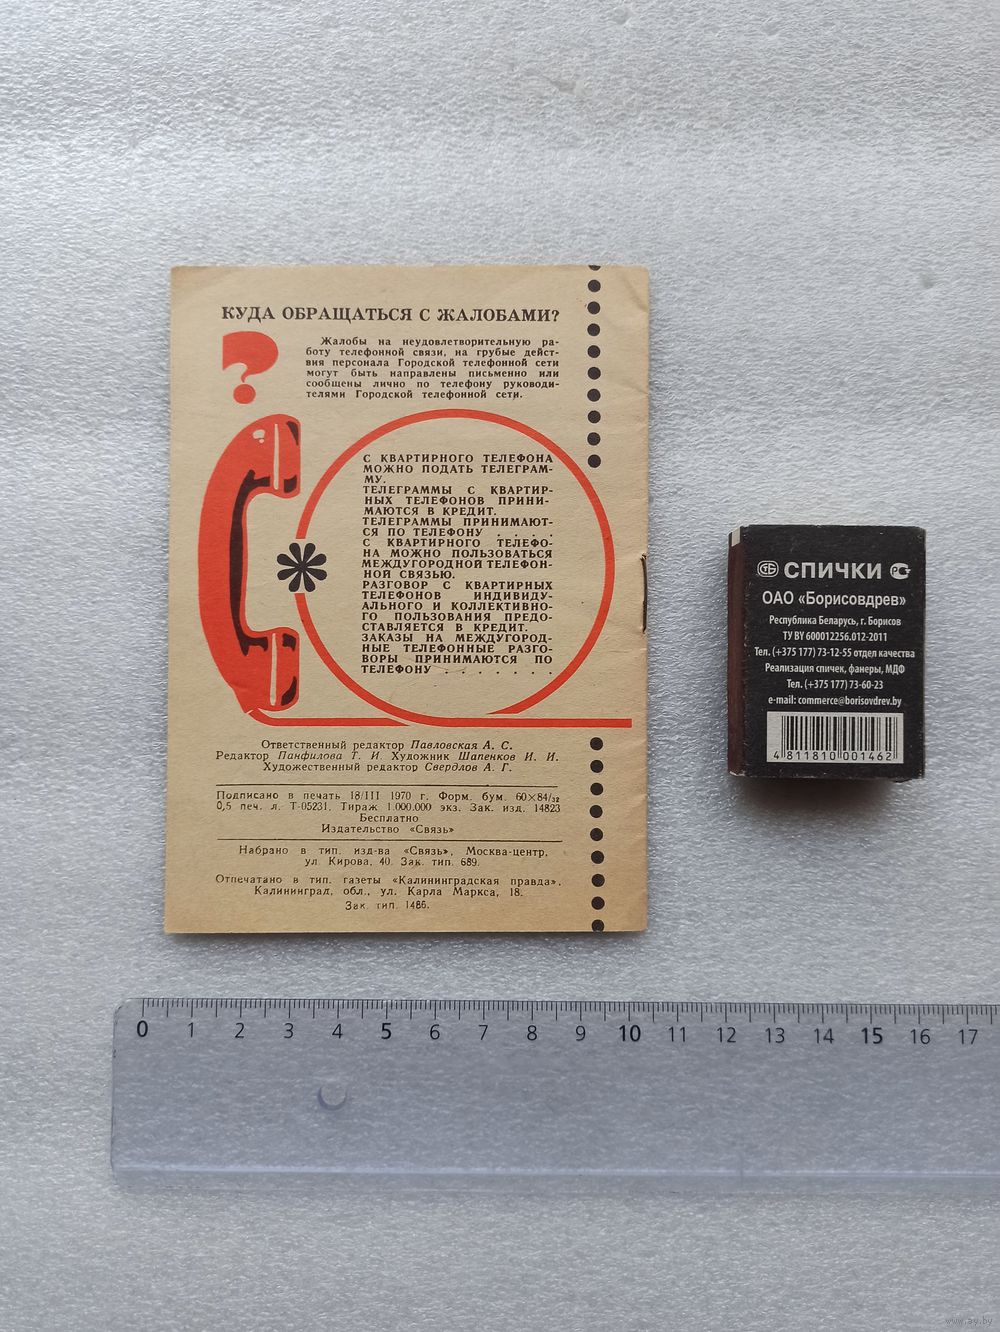 КУДА ОБРАЩАТЬСЯ С ЖАЛОБАМИ?
?
Жалобы на неудовлетворительную ра-
боту телефонной связи, на грубые дейст-
вия персонала Городской телефонной сети
могут быть направлены письменно или
сообщены лично по телефону руководи-
телями Городской телефонной сети.
С КВАРТИРНОГО ТЕЛЕФОНА
МОЖНО ПОДАТЬ ТЕЛЕГРАМ-
МУ.
ТЕЛЕГРАММЫ С КВАРТИР-
НЫХ ТЕЛЕФОНОВ ПРИНИ-
МАЮТСЯ В КРЕДИТ.
ТЕЛЕГРАММЫ ПРИНИМАЮТ-
СЯ ПО ТЕЛЕФОНУ . . . .
С КВАРТИРНОГО ТЕЛЕФО-
НА МОЖНО ПОЛЬЗОВАТЬСЯ
МЕЖДУГОРОДНОЙ ТЕЛЕФОН-
НОЙ СВЯЗЬЮ.
РАЗГОВОР С КВАРТИРНЫХ
ТЕЛЕФОНОВ ИНДИВИДУ-
АЛЬНОГО И КОЛЛЕКТИВНО-
ГО ПОЛЬЗОВАНИЯ ПРЕДО-
СТАВЛЯЕТСЯ В КРЕДИТ.
ЗАКАЗЫ НА МЕЖДУГОРОД-
НЫЕ ТЕЛЕФОННЫЕ РАЗГО-
ВОРЫ ПРИНИМАЮТСЯ ПО
ТЕЛЕФОНУ . . . . . . .
Ответственный редактор Павловская А. С.
Редактор Панфилова Т. И. Художник Шапенков И. И.
Художественный редактор Свердлов А. Г.
Подписано в печать 18/III 1970 г. Форм. бум. 60×84/32
0,5 печ. л. Т-05231. Тираж 1.000.000 экз. Зак. изд. 14823
Бесплатно
Издательство «Связь»
Набрано в тип. изд-ва «Связь», Москва-центр,
ул. Кирова, 40. Зак. тип. 689.
Отпечатано в тип. газеты «Калининградская правда»,
Калининград, обл., ул. Карла Маркса, 18.
Зак. тип. 1486.
СПИЧКИ РСТ
ОАО «Борисовдрев»
Республика Беларусь, г. Борисов
ТУ BY 600012256.012-2011
Тел. (+375 177) 73-12-55 отдел качества
Реализация спичек, фанеры, МДФ
Тел. (+375 177) 73-60-23
e-mail: commerce@borisovdrev.by
4 811810 001462
0 1 2 3 4 5 6 7 8 9 10 11 12 13 14 15 16 17
www.ay.by